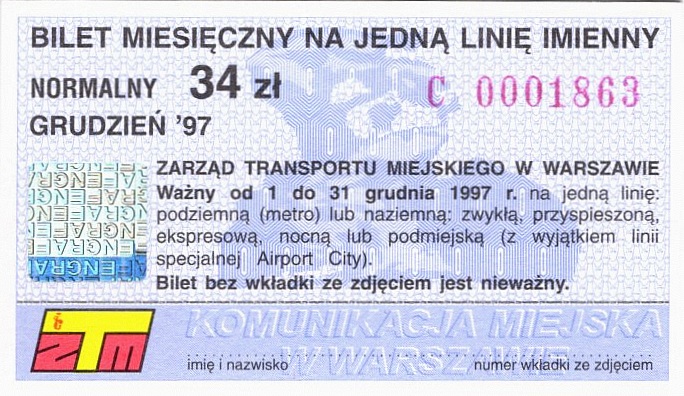 BILET MIESIĘCZNY NA JEDNĄ LINIĘ IMIENNY
NORMALNY 34 zł C 0001863
GRUDZIEŃ '97
ZARZĄD TRANSPORTU MIEJSKIEGO W WARSZAWIE
Ważny od 1 do 31 grudnia 1997 r. na jedną linię:
podziemną (metro) lub naziemną: zwykłą, przyspieszoną,
ekspresową, nocną lub podmiejską (z wyjątkiem linii
specjalnej Airport City).
Bilet bez wkładki ze zdjęciem jest nieważny.
ENGRAF
ZTM
KOMUNIKACJA MIEJSKA
W WARSZAWIE
imię i nazwisko numer wkładki ze zdjęciem